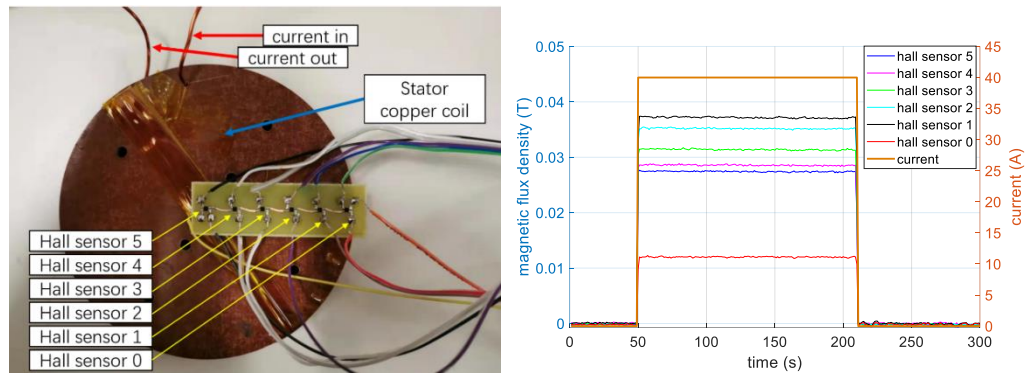 current in
current out
Stator
copper coil
Hall sensor 5
Hall sensor 4
Hall sensor 3
Hall sensor 2
Hall sensor 1
Hall sensor 0
magnetic flux density (T)
0.05
0.04
0.03
0.02
0.01
0
hall sensor 5
hall sensor 4
hall sensor 3
hall sensor 2
hall sensor 1
hall sensor 0
current
45
40
35
30
25
20
15
10
5
0
current (A)
0
50
100
150
200
250
300
time (s)